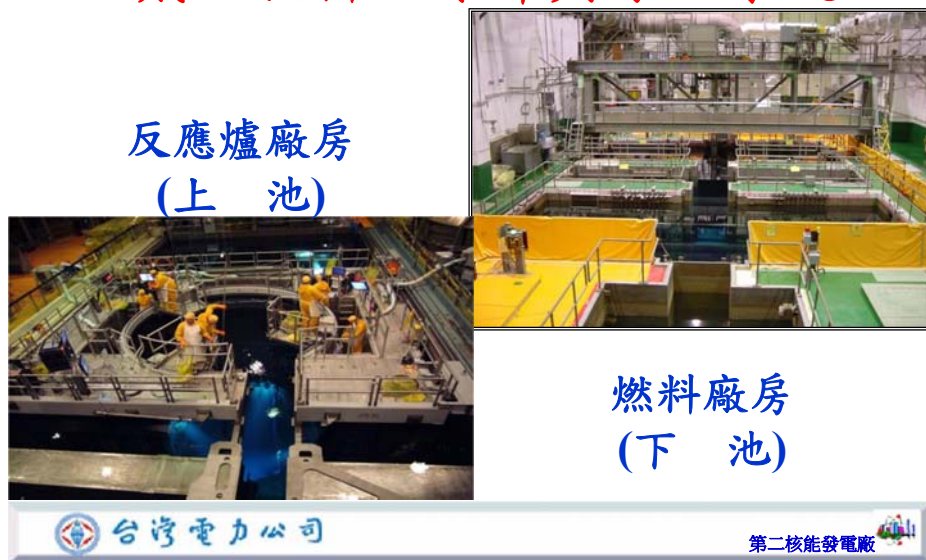 反應爐廠房
(上 池)
燃料廠房
(下 池)
台灣電力公司
第二核能發電廠